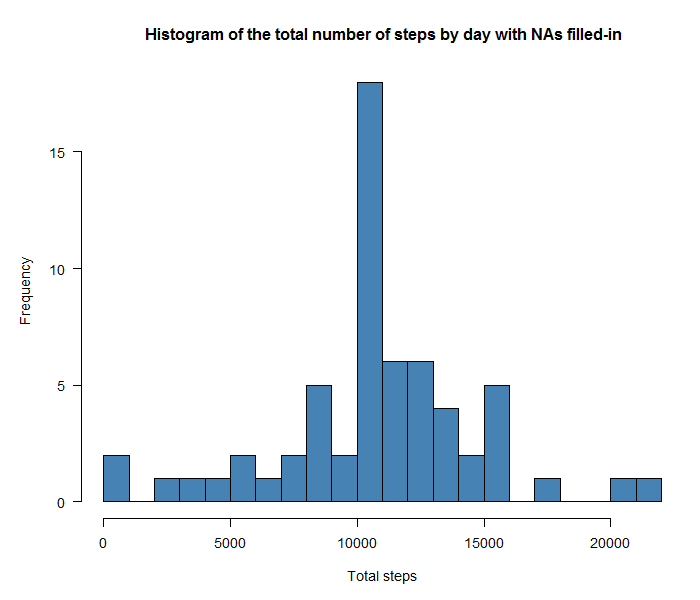 Histogram of the total number of steps by day with NAs filled-in
15
10
5
0
Frequency
0 5000 10000 15000 20000
Total steps